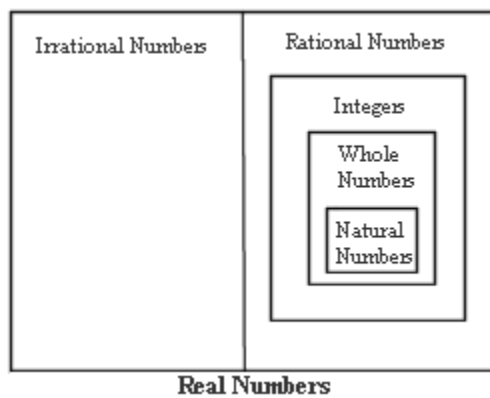 Irrational Numbers
Rational Numbers
Integers
Whole
Numbers
Natural
Numbers
Real Numbers